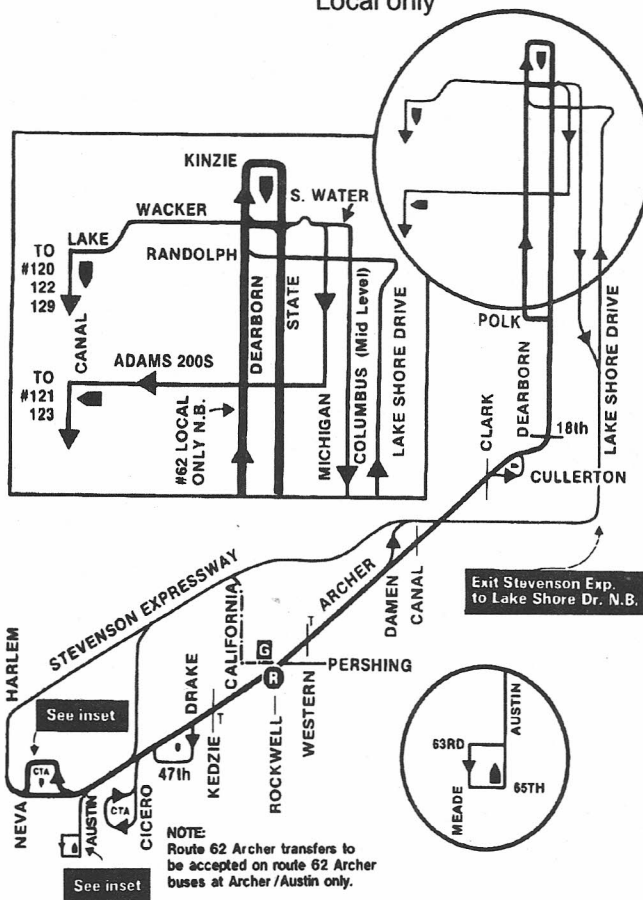 Local only
KINZIE
S. WATER
WACKER
LAKE
TO
#120
122
129
RANDOLPH
DEARBORN
STATE
CANAL
ADAMS 200S
TO
#121
123
#62 LOCAL
ONLY N.B.
MICHIGAN
COLUMBUS (Mid Level)
LAKE SHORE DRIVE
POLK
DEARBORN
LAKE SHORE DRIVE
CLARK
18th
CULLERTON
STEVENSON EXPRESSWAY
CALIFORNIA
ARCHER
DAMEN
CANAL
Exit Stevenson Exp.
to Lake Shore Dr. N.B.
HARLEM
G
R
T
PERSHING
See inset
DRAKE
T
KEDZIE
ROCKWELL
WESTERN
47th
CTA
NEVA
AUSTIN
CTA
CICERO
See inset
AUSTIN
63RD
65TH
MEADE
NOTE:
Route 62 Archer transfers to
be accepted on route 62 Archer
buses at Archer/Austin only.